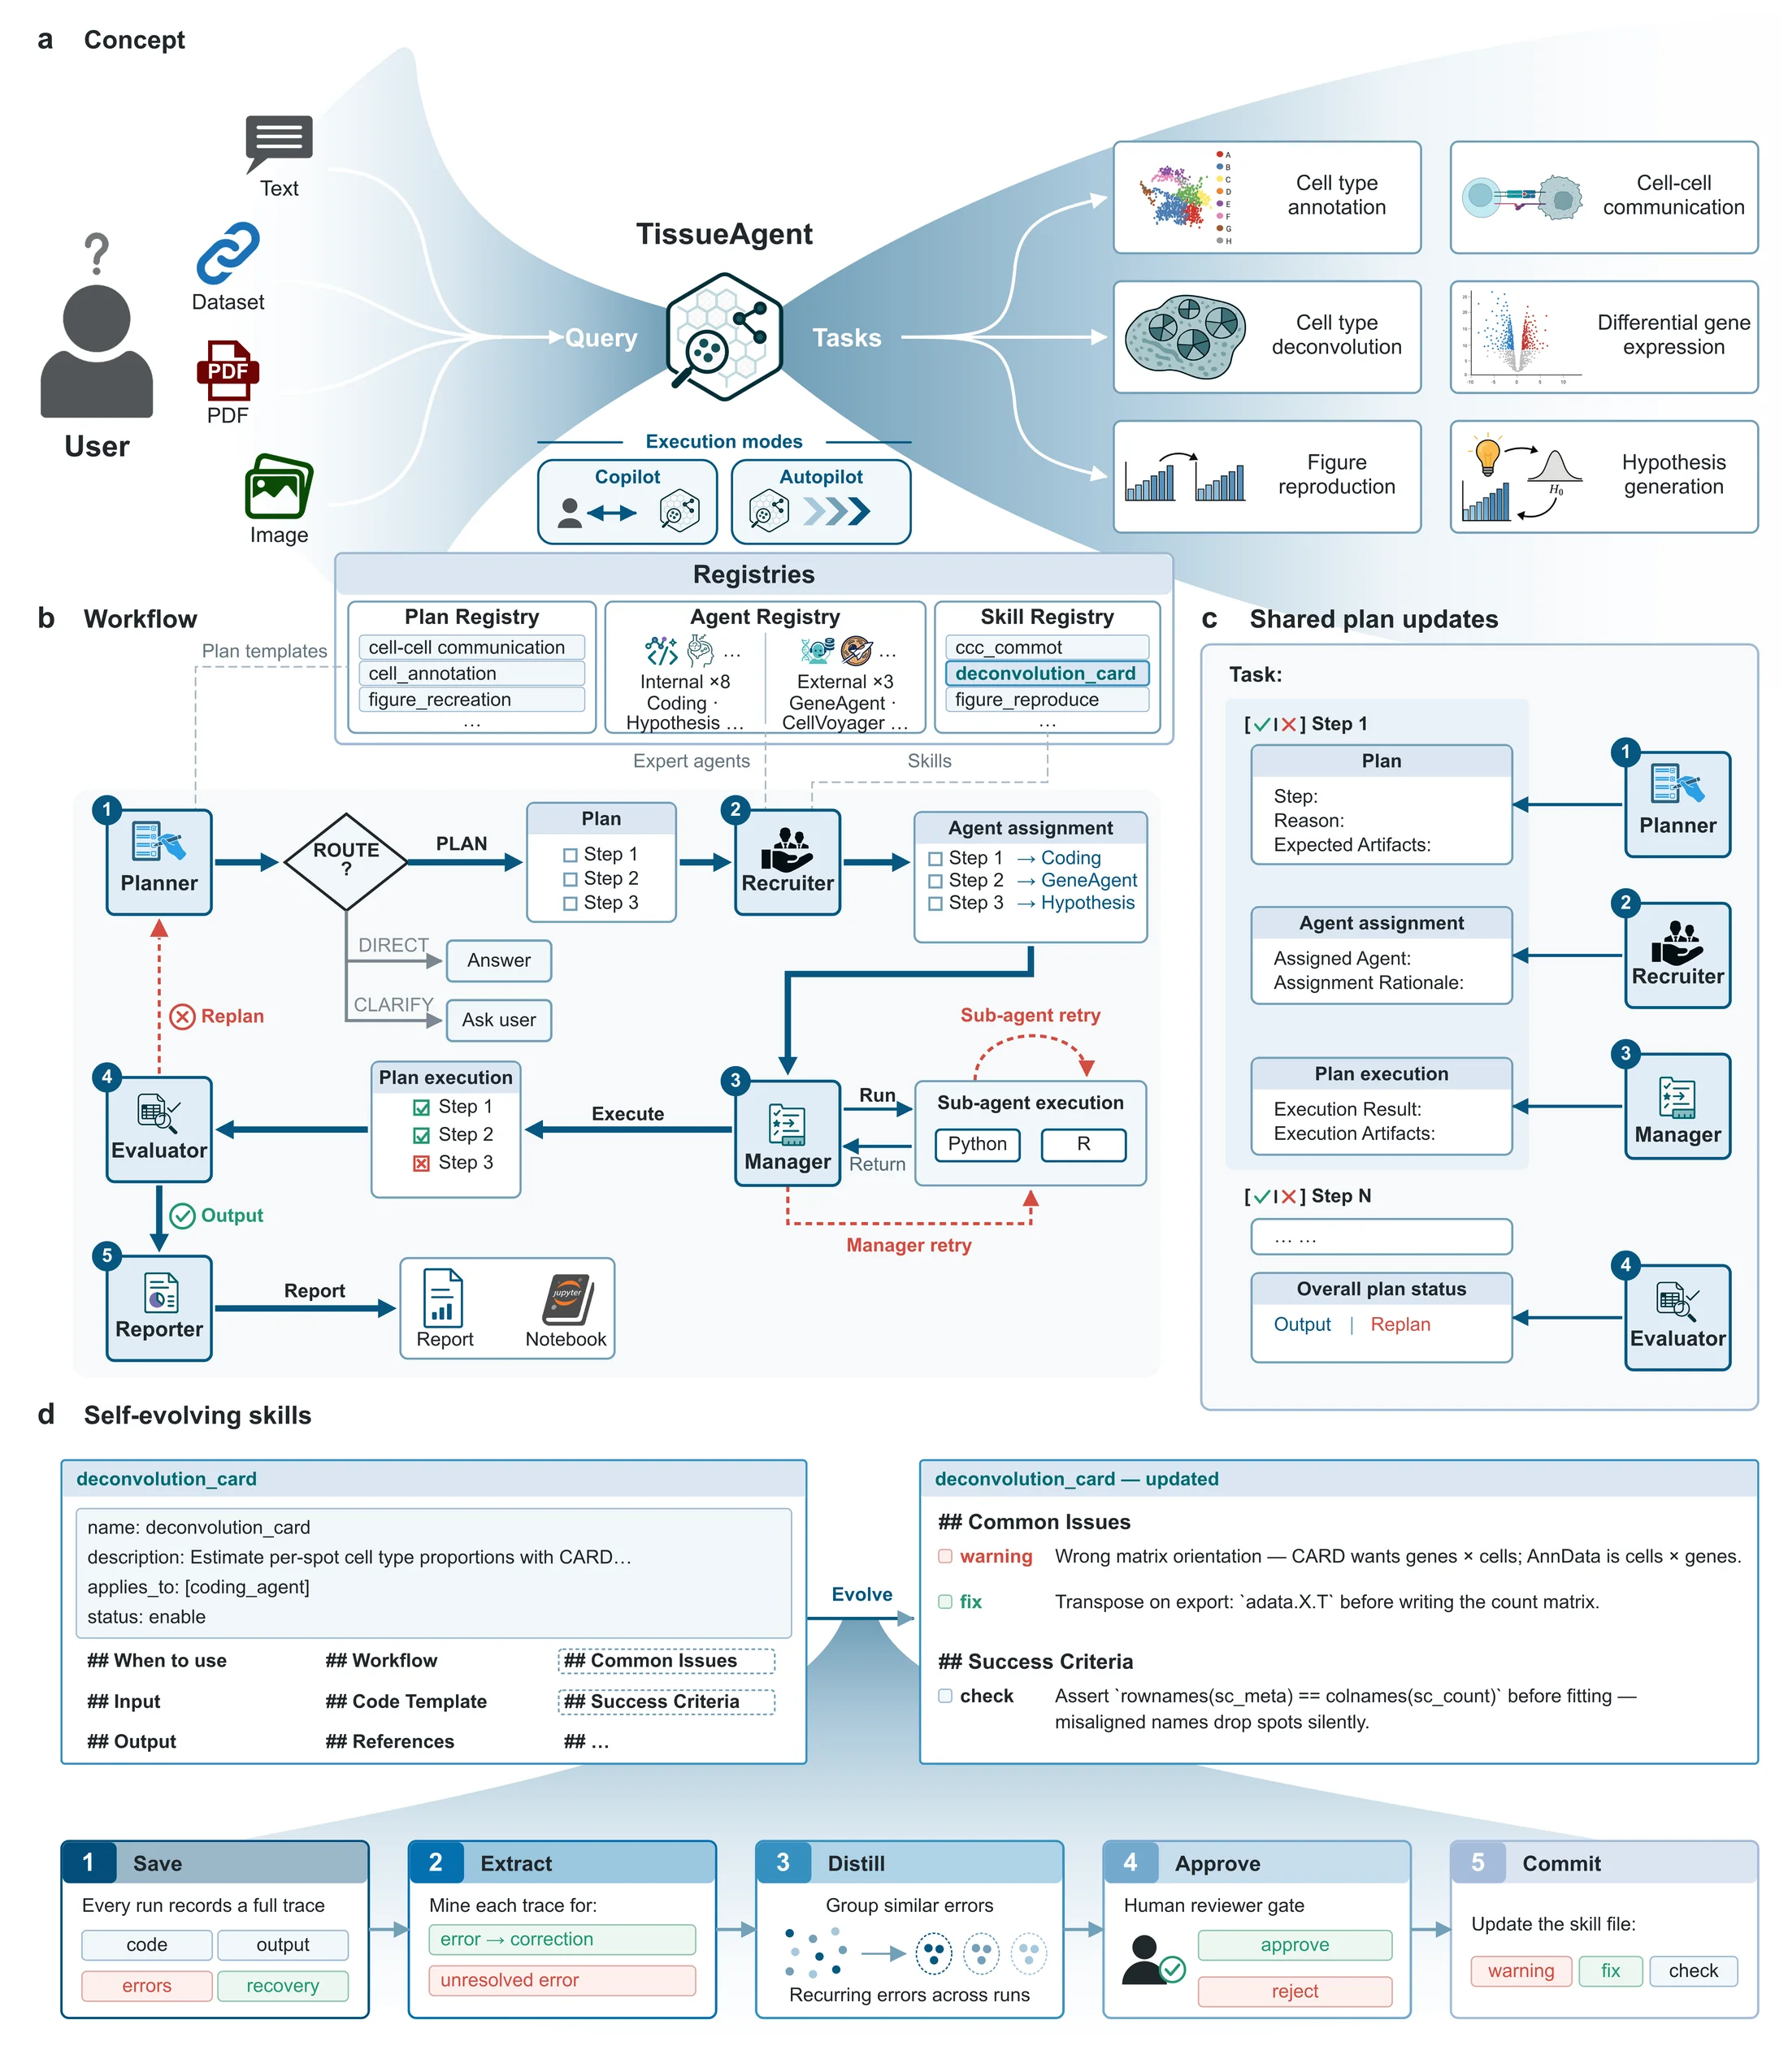 a Concept
Text
?
Dataset
PDF
PDF
User
Image
TissueAgent
Query
Tasks
Execution modes
Copilot
Autopilot
A
B
C
D
E
F
G
H
Cell type
annotation
Cell-cell
communication
Cell type
deconvolution
Differential gene
expression
Figure
reproduction
H0
Hypothesis
generation
b Workflow
Registries
Plan Registry
cell-cell communication
cell_annotation
figure_recreation
...
Agent Registry
...
Internal ×8
Coding ·
Hypothesis ...
...
External ×3
GeneAgent ·
CellVoyager ...
Skill Registry
ccc_commot
deconvolution_card
figure_reproduce
...
Plan templates
Expert agents
Skills
1
Planner
ROUTE
?
PLAN
Plan
Step 1
Step 2
Step 3
2
Recruiter
Agent assignment
Step 1 → Coding
Step 2 → GeneAgent
Step 3 → Hypothesis
DIRECT
Answer
CLARIFY
Ask user
Replan
4
Evaluator
Plan execution
Step 1
Step 2
Step 3
Execute
3
Manager
Run
Return
Sub-agent retry
Sub-agent execution
Python
R
Manager retry
Output
5
Reporter
Report
Report
jupyter
Notebook
c Shared plan updates
Task:
[✓I✕] Step 1
Plan
Step:
Reason:
Expected Artifacts:
1
Planner
Agent assignment
Assigned Agent:
Assignment Rationale:
2
Recruiter
Plan execution
Execution Result:
Execution Artifacts:
3
Manager
[✓I✕] Step N
... ...
Overall plan status
Output | Replan
4
Evaluator
d Self-evolving skills
deconvolution_card
name: deconvolution_card
description: Estimate per-spot cell type proportions with CARD...
applies_to: [coding_agent]
status: enable
## When to use
## Workflow
## Common Issues
## Input
## Code Template
## Success Criteria
## Output
## References
## ...
Evolve
deconvolution_card — updated
## Common Issues
warning Wrong matrix orientation — CARD wants genes × cells; AnnData is cells × genes.
fix Transpose on export: `adata.X.T` before writing the count matrix.
## Success Criteria
check Assert `rownames(sc_meta) == colnames(sc_count)` before fitting —
misaligned names drop spots silently.
1 Save
Every run records a full trace
code
output
errors
recovery
2 Extract
Mine each trace for:
error → correction
unresolved error
3 Distill
Group similar errors
Recurring errors across runs
4 Approve
Human reviewer gate
approve
reject
5 Commit
Update the skill file:
warning
fix
check